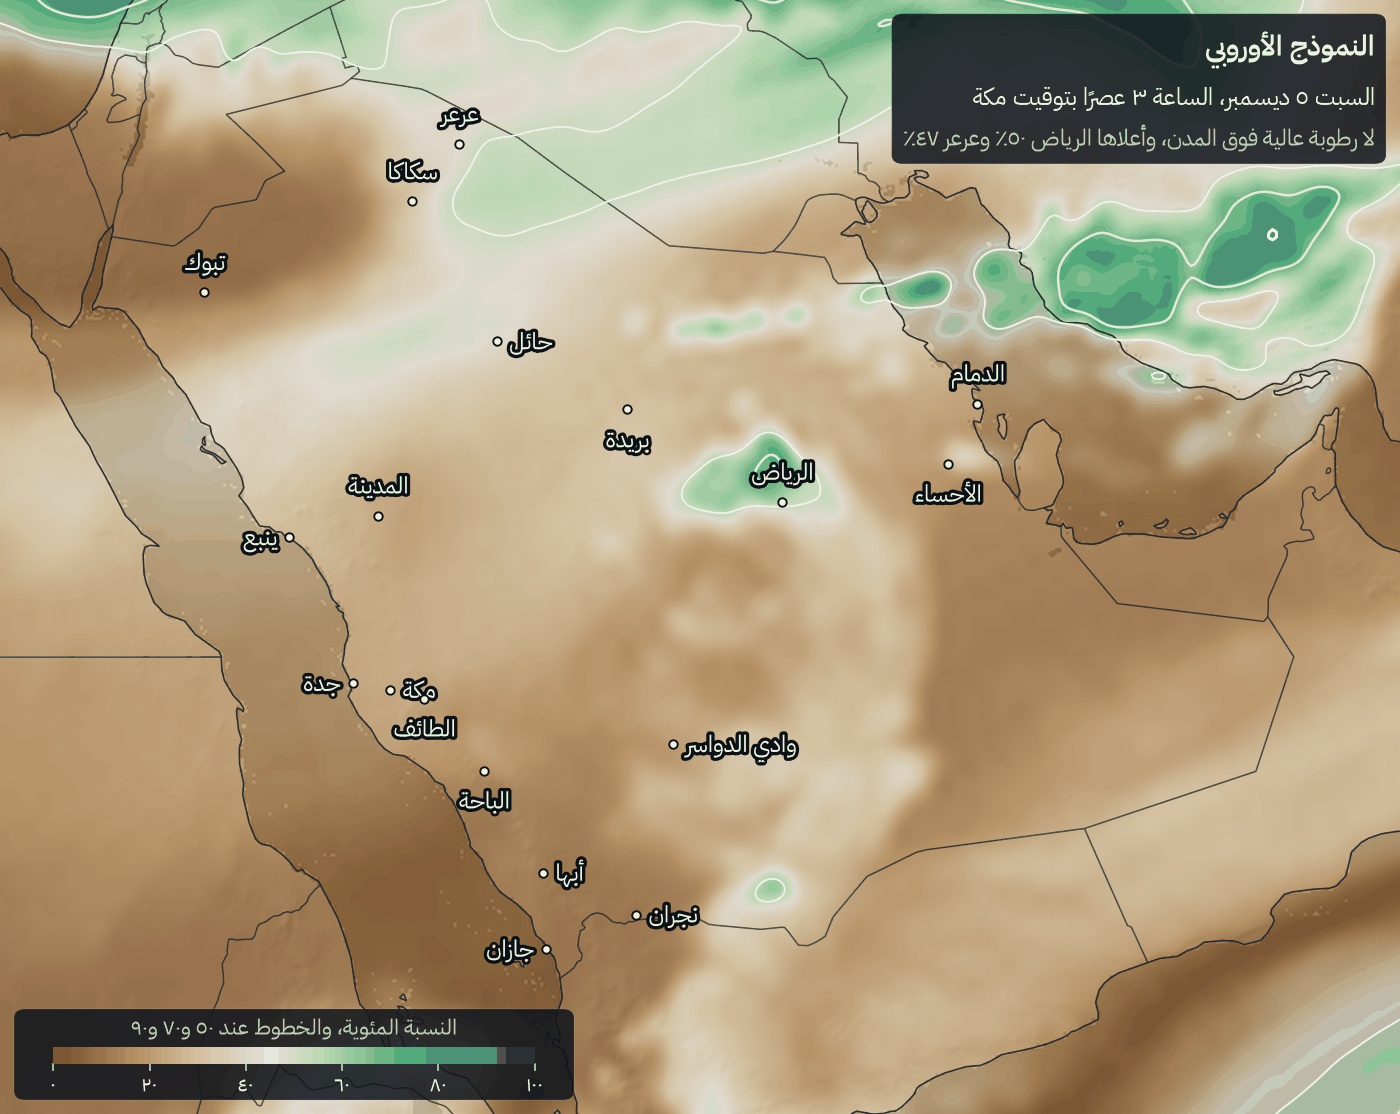 النموذج الأوروبي
السبت ٥ ديسمبر، الساعة ٣ عصرًا بتوقيت مكة
لا رطوبة عالية فوق المدن، وأعلاها الرياض ٥٠٪ وعرعر ٤٧٪
عرعر
سكاكا
تبوك
حائل
الدمام
بريدة
الرياض
المدينة
الأحساء
ينبع
جدة
مكة
الطائف
وادي الدواسر
الباحة
أبها
نجران
جازان
النسبة المئوية، والخطوط عند ٥٠ و٧٠ و٩٠
٠ ٢٠ ٤٠ ٦٠ ٨٠ ١٠٠